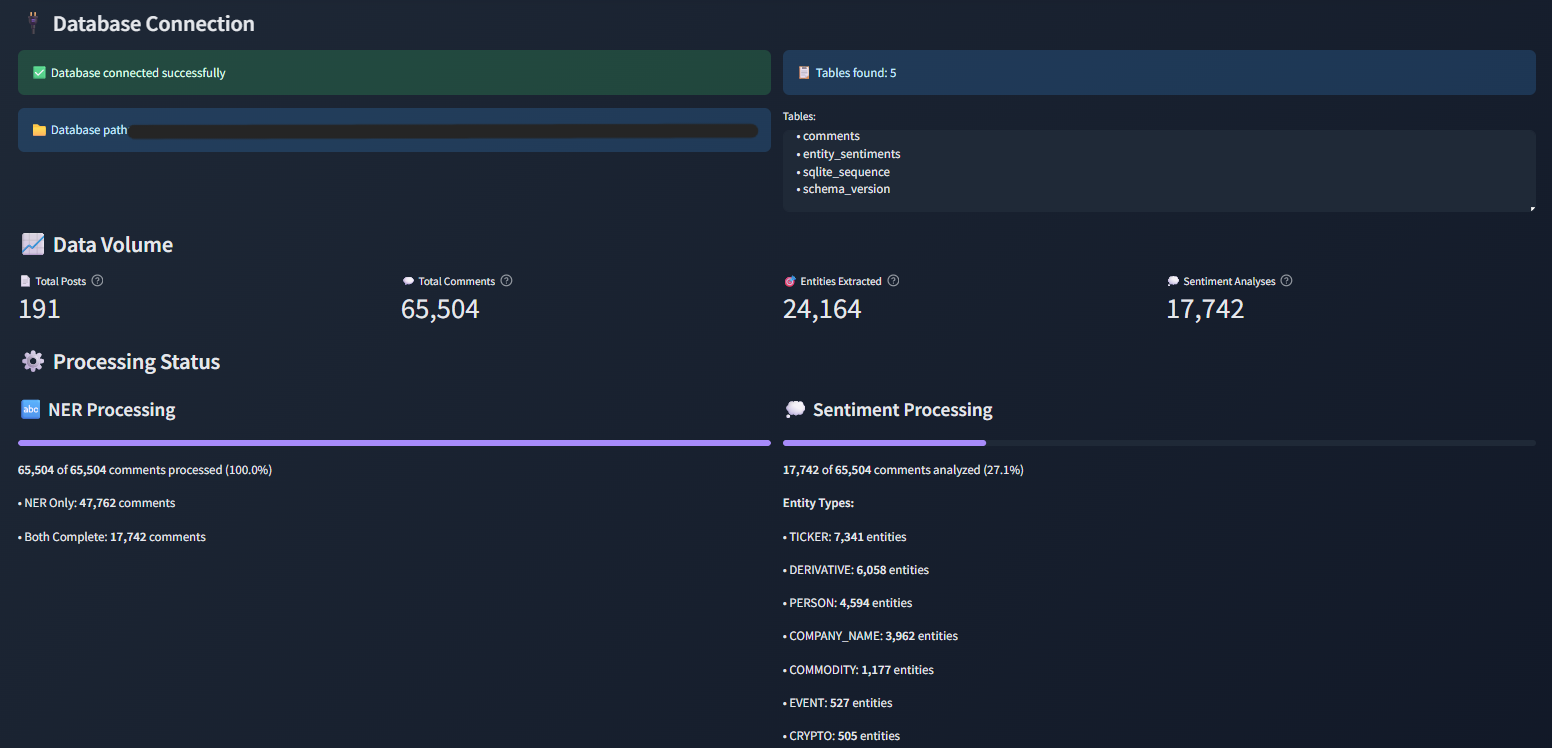 Database Connection
✅ Database connected successfully
📋 Tables found: 5
📁 Database path
Tables:
• comments
• entity_sentiments
• sqlite_sequence
• schema_version
📈 Data Volume
Total Posts
191
Total Comments
65,504
Entities Extracted
24,164
Sentiment Analyses
17,742
Processing Status
abc
NER Processing
65,504 of 65,504 comments processed (100.0%)
• NER Only: 47,762 comments
• Both Complete: 17,742 comments
Sentiment Processing
17,742 of 65,504 comments analyzed (27.1%)
Entity Types:
• TICKER: 7,341 entities
• DERIVATIVE: 6,058 entities
• PERSON: 4,594 entities
• COMPANY_NAME: 3,962 entities
• COMMODITY: 1,177 entities
• EVENT: 527 entities
• CRYPTO: 505 entities